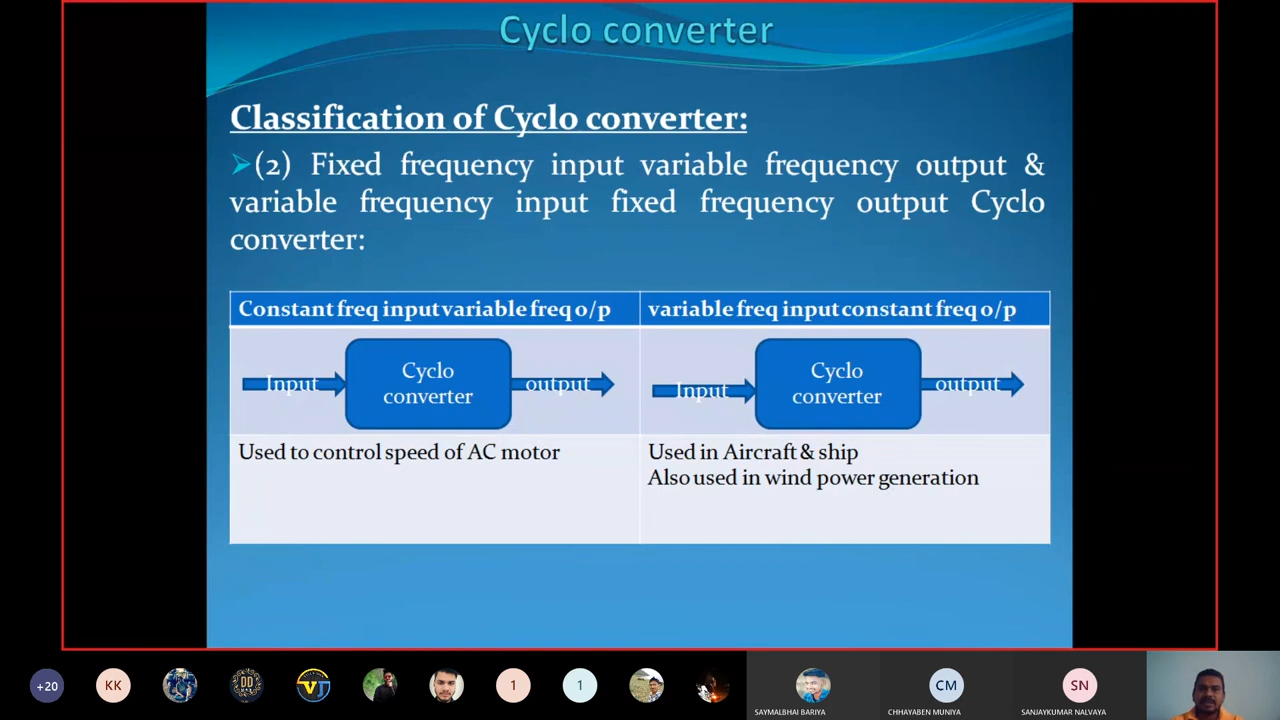 Cyclo converter
Classification of Cyclo converter:
(2) Fixed frequency input variable frequency output &
variable frequency input fixed frequency output Cyclo
converter:
Constant freq input variable freq o/p
variable freq input constant freq o/p
Input
Cyclo
converter
output
Input
Cyclo
converter
output
Used to control speed of AC motor
Used in Aircraft & ship
Also used in wind power generation
+20
KK
DD
VT
1
1
CM
SN
SAYMALBHAI BARIYA
CHHAYABEN MUNIYA
SANJAYKUMAR NALVAYA